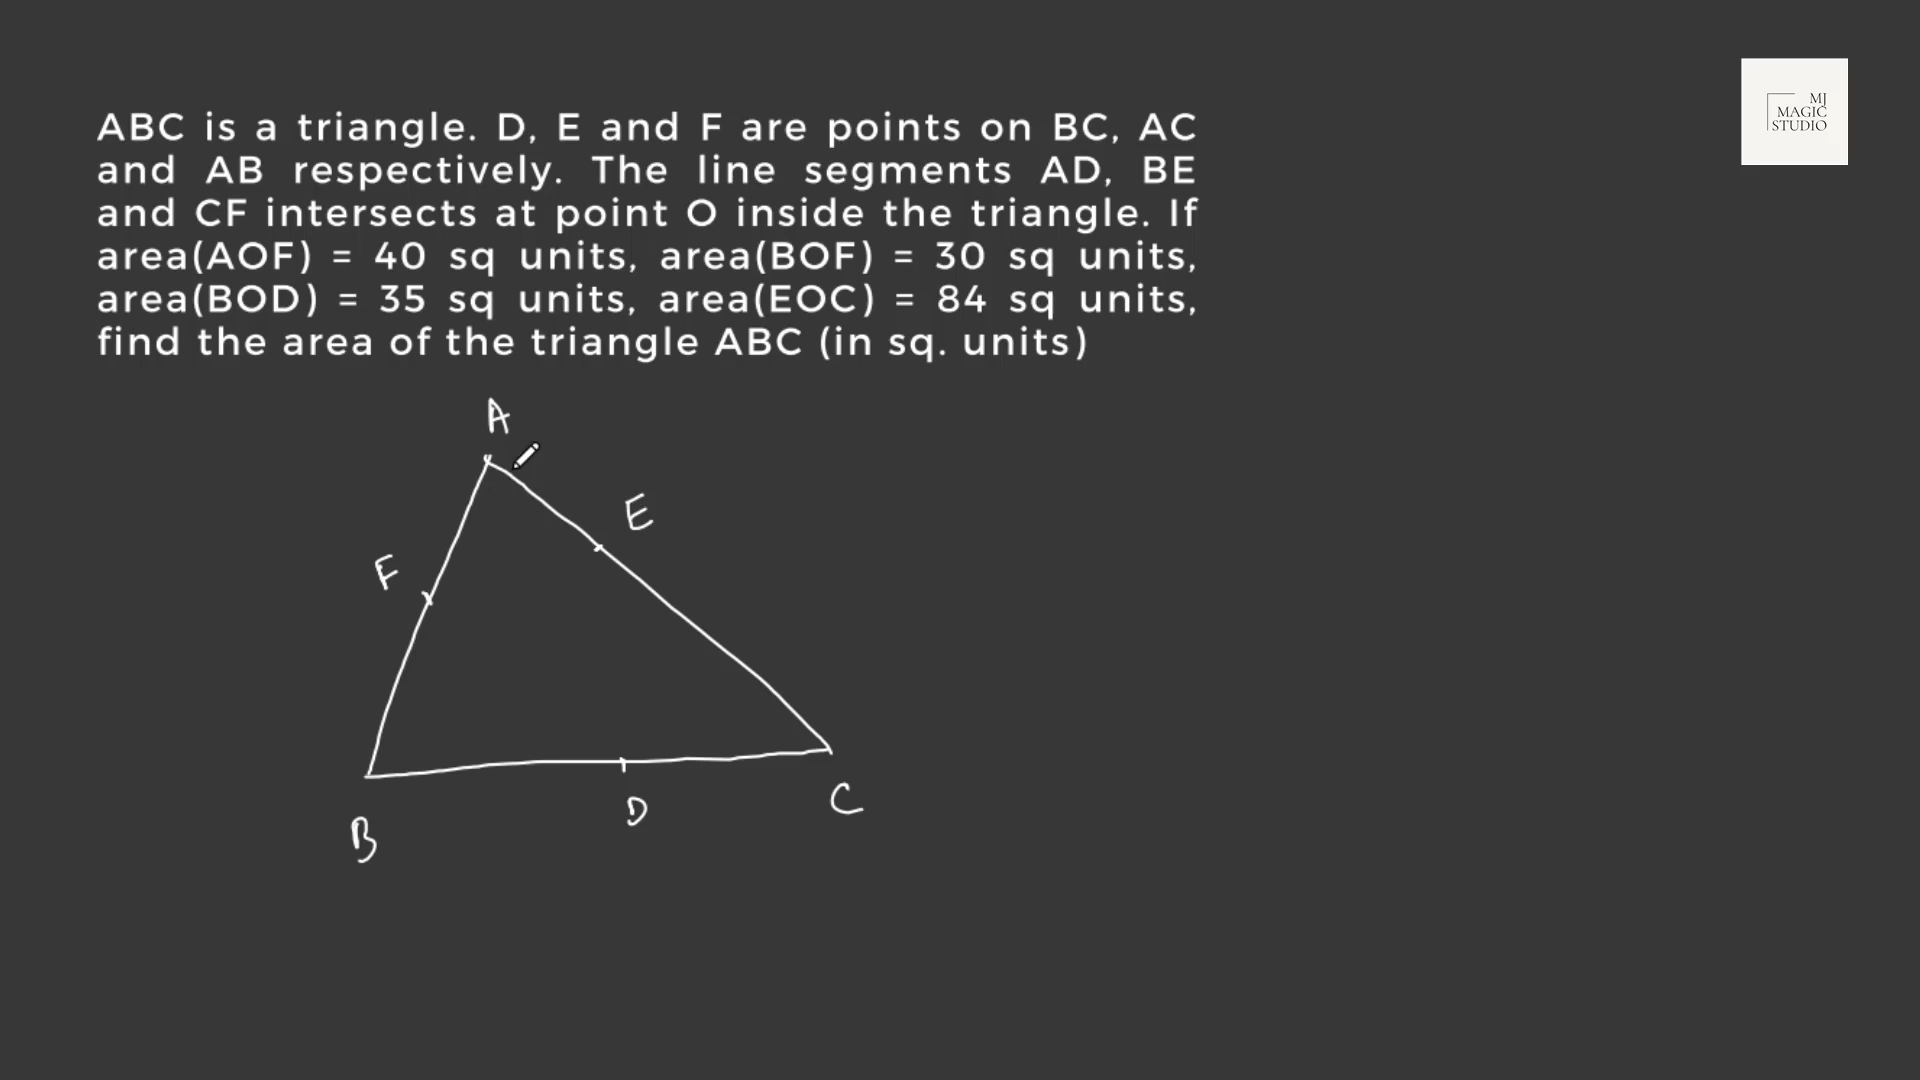 MJ
MAGIC
STUDIO
ABC is a triangle. D, E and F are points on BC, AC
and AB respectively. The line segments AD, BE
and CF intersects at point O inside the triangle. If
area(AOF) = 40 sq units, area(BOF) = 30 sq units,
area(BOD) = 35 sq units, area(EOC) = 84 sq units,
find the area of the triangle ABC (in sq. units)
A
E
F
B
D
C